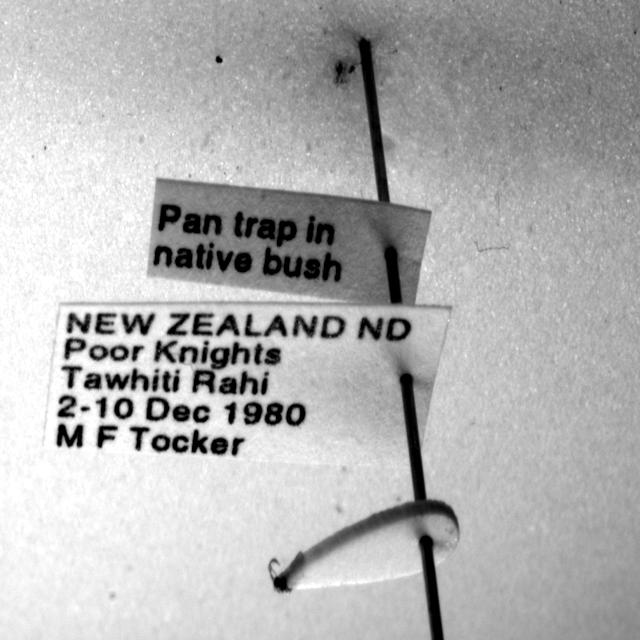 Pan trap in
native bush
NEW ZEALAND ND
Poor Knights
Tawhiti Rahi
2-10 Dec 1980
M F Tocker